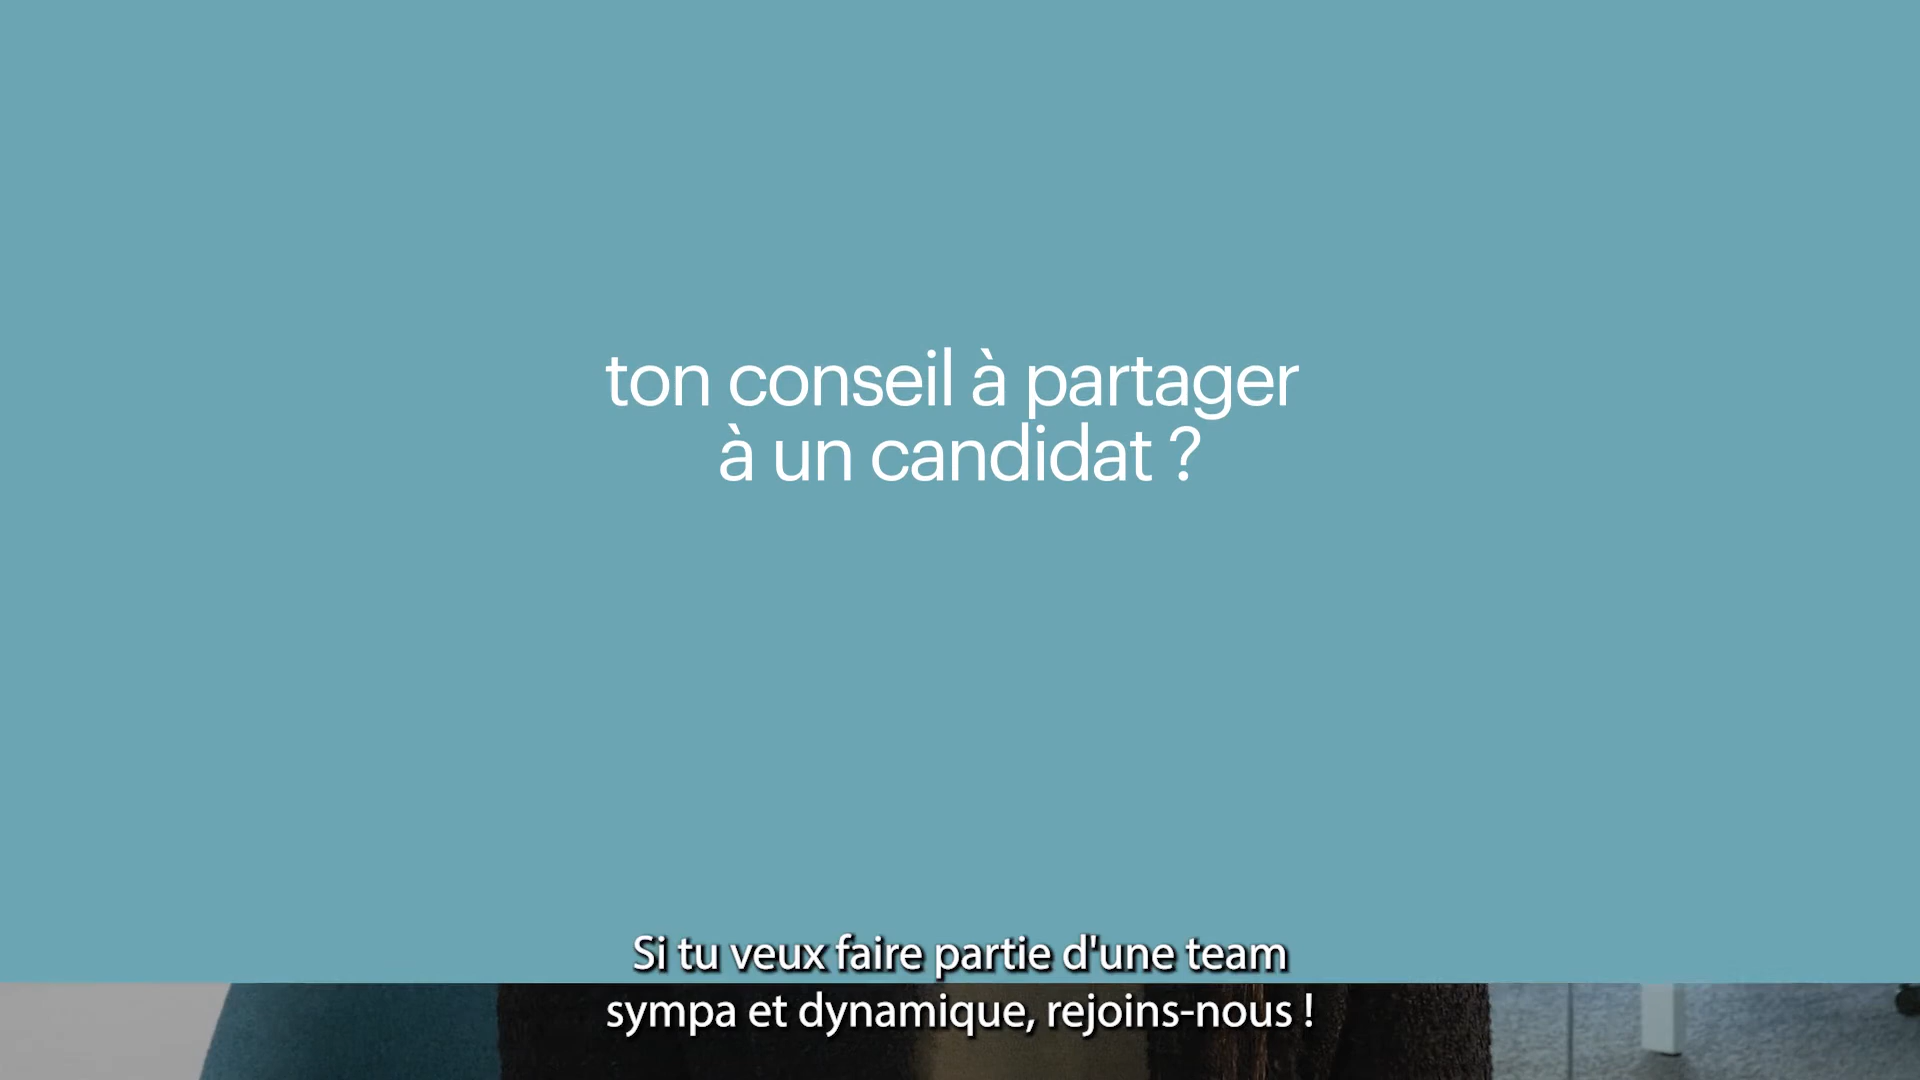 ton conseil à partager
à un candidat ?
Si tu veux faire partie d'une team
sympa et dynamique, rejoins-nous !